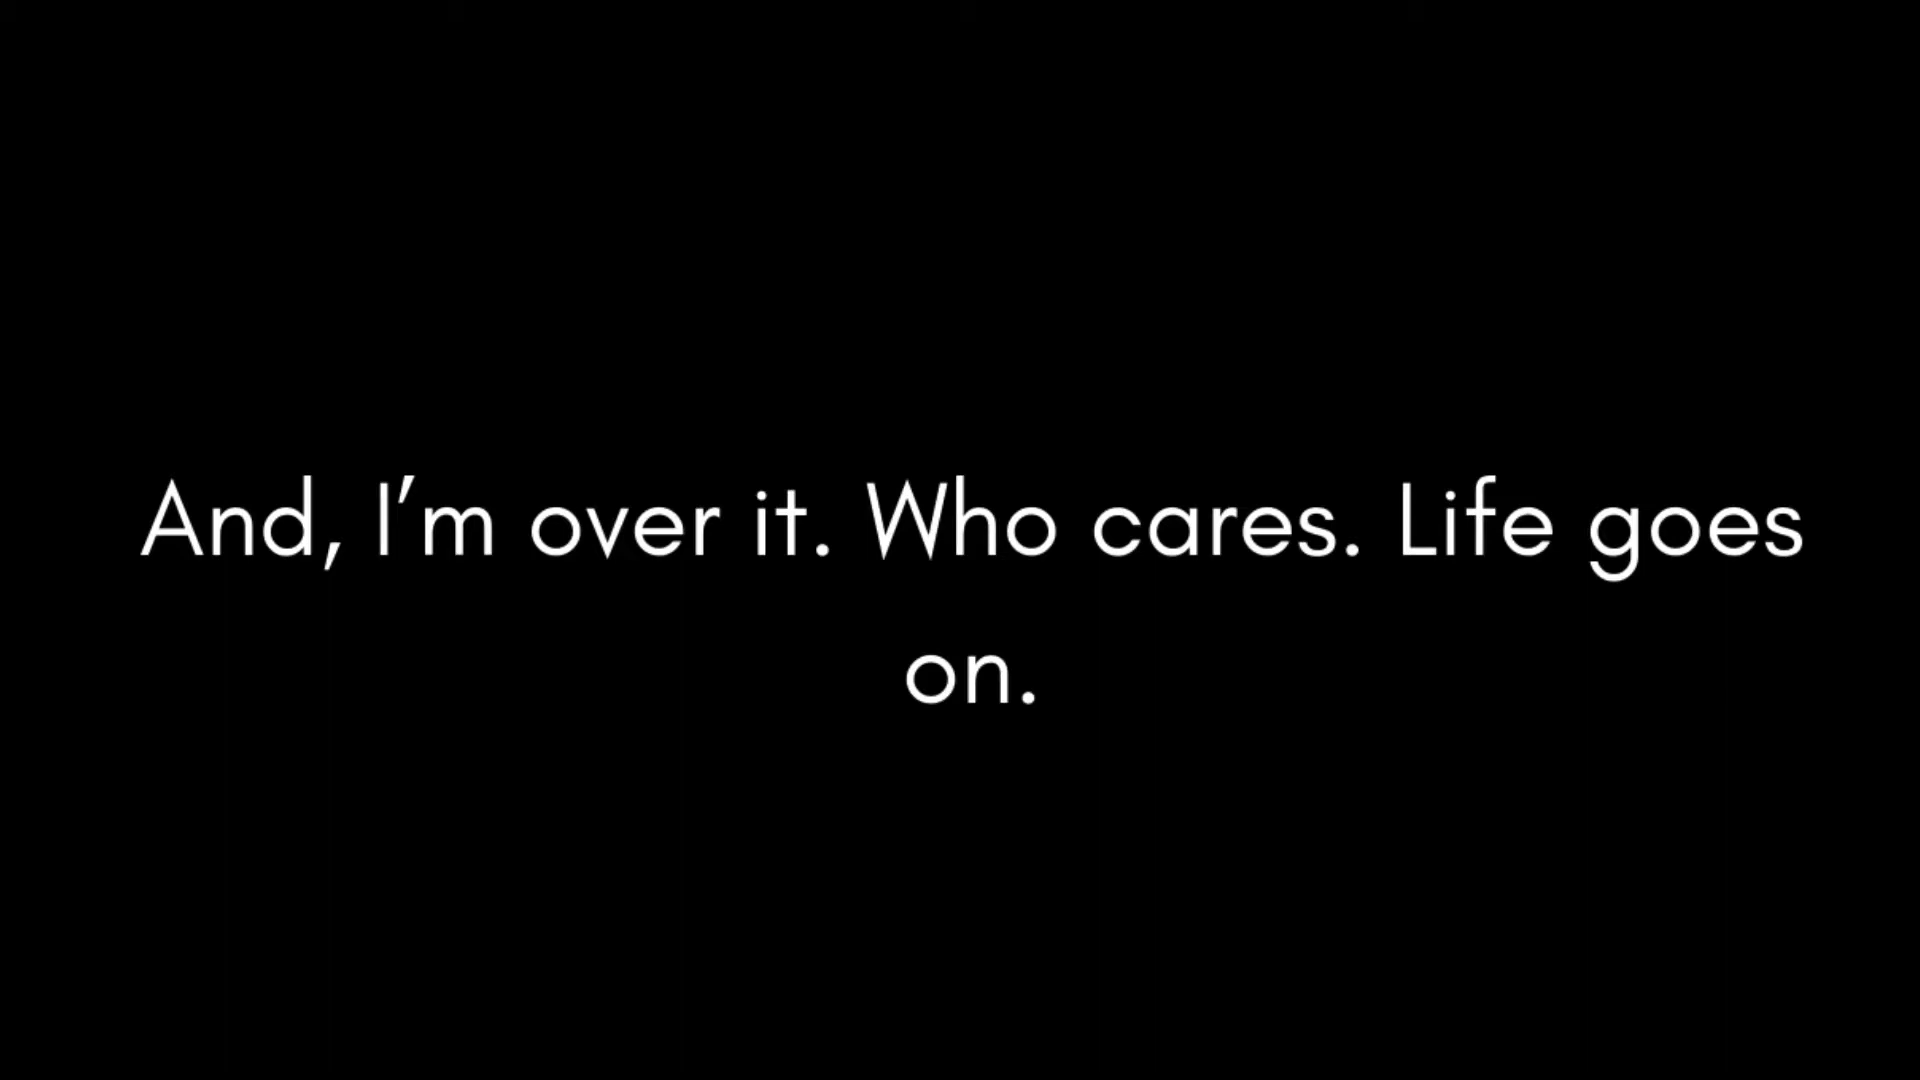 And, I’m over it. Who cares. Life goes
on.